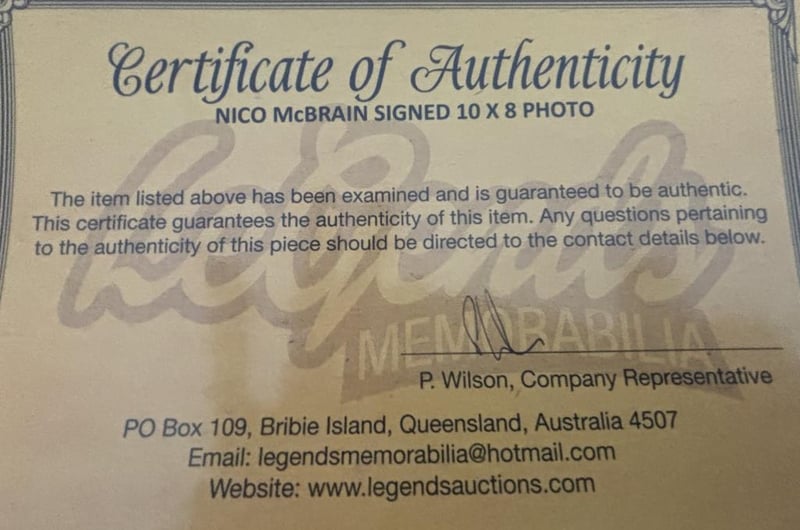 Certificate of Authenticity
NICO McBRAIN SIGNED 10 X 8 PHOTO
Legends
The item listed above has been examined and is guaranteed to be authentic.
This certificate guarantees the authenticity of this item. Any questions pertaining
to the authenticity of this piece should be directed to the contact details below.
MEMORABILIA
P. Wilson, Company Representative
PO Box 109, Bribie Island, Queensland, Australia 4507
Email: legendsmemorabilia@hotmail.com
Website: www.legendsauctions.com